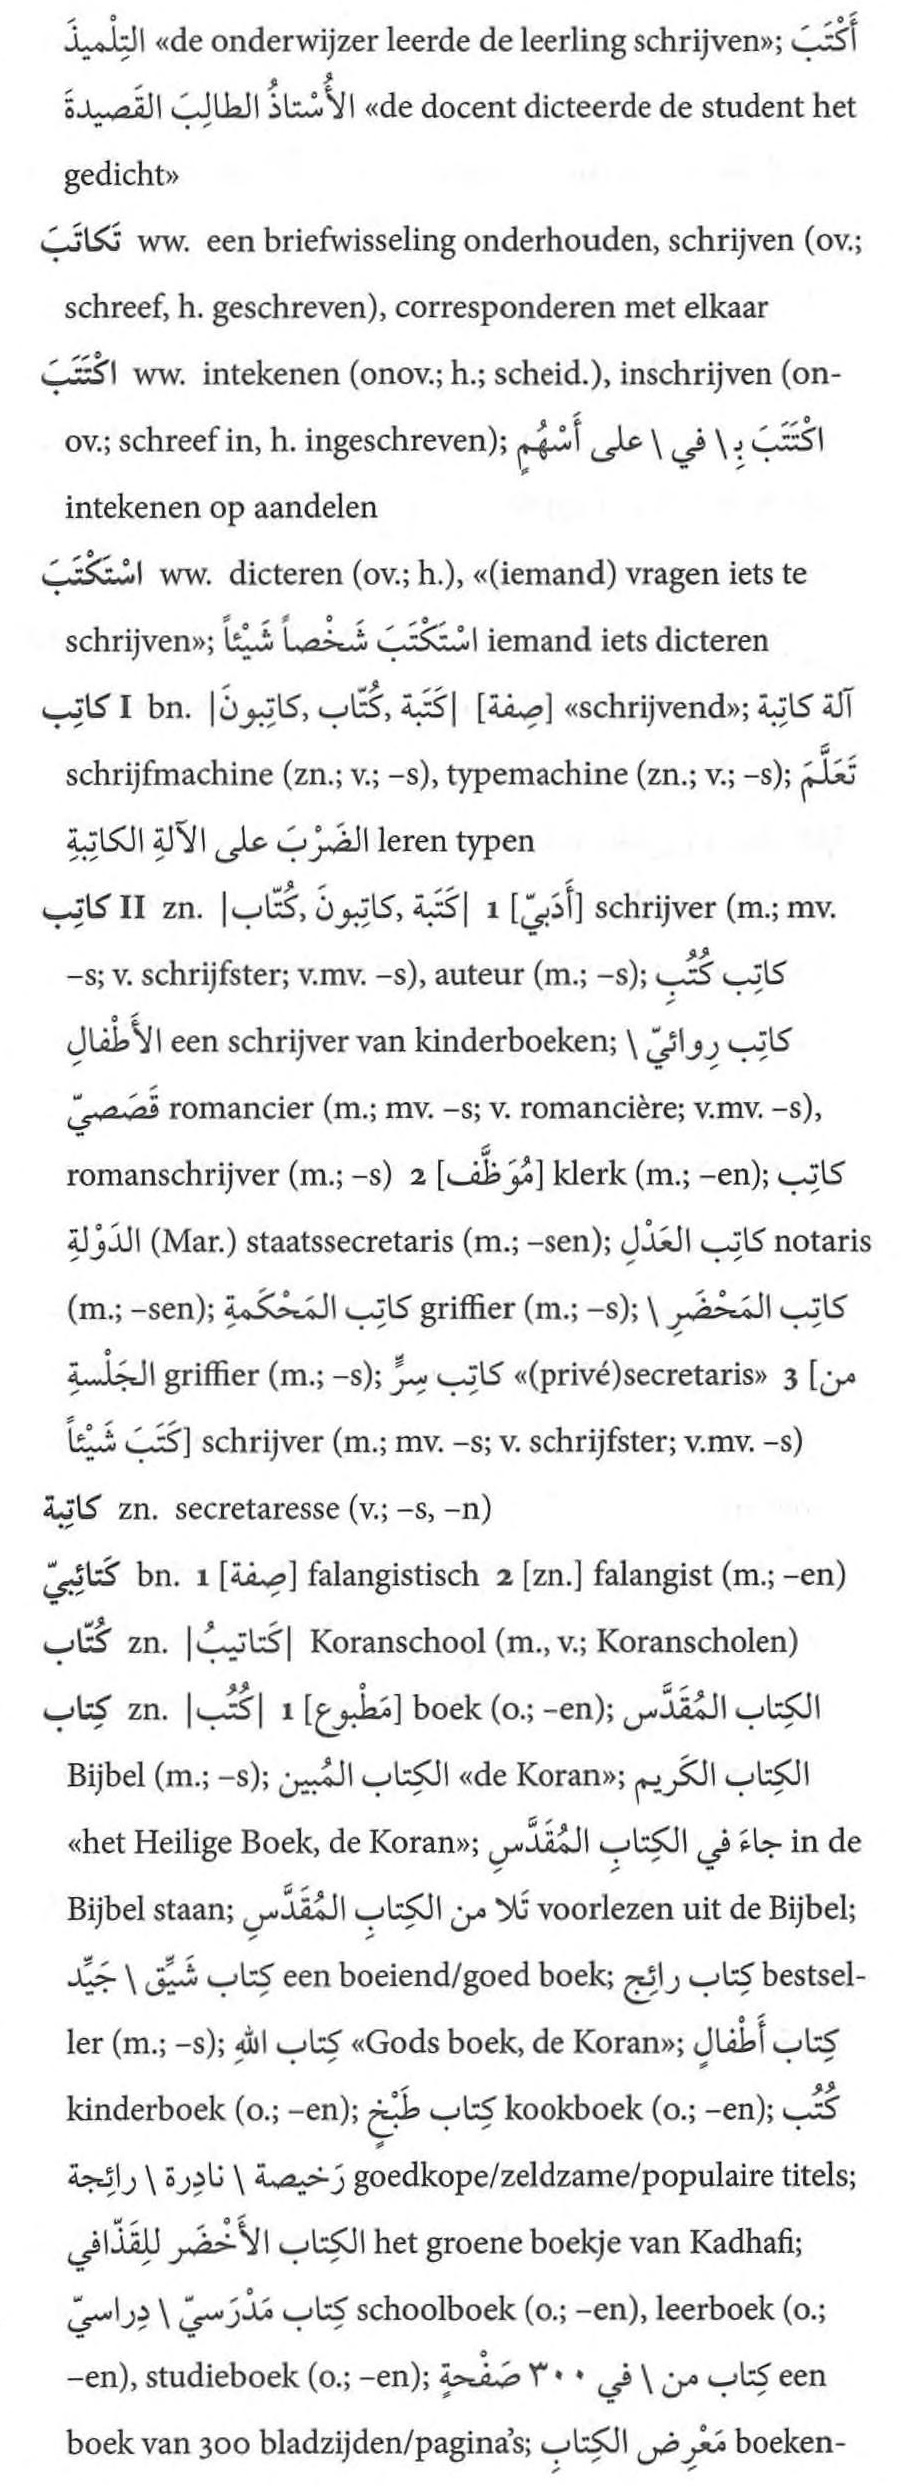 التِلْميذَ «de onderwijzer leerde de leerling schrijven»; أَكْتَبَ
الأُسْتاذُ الطالِبَ القَصيدةَ «de docent dicteerde de student het
gedicht»
تَكاتَبَ ww. een briefwisseling onderhouden, schrijven (ov.;
schreef, h. geschreven), corresponderen met elkaar
اكْتَتَبَ ww. intekenen (onov.; h.; scheid.), inschrijven (on-
ov.; schreef in, h. ingeschreven); اكْتَتَبَ بِ \ في \ على أَسْهُمٍ
intekenen op aandelen
اسْتَكْتَبَ ww. dicteren (ov.; h.), «(iemand) vragen iets te
schrijven»; اسْتَكْتَبَ شَخْصاً شَيْئاً iemand iets dicteren
كاتِب I bn. |كَتَبة ,كُتّاب ,كاتِبونَ| [صِفة] «schrijvend»; آلة كاتِبة
schrijfmachine (zn.; v.; –s), typemachine (zn.; v.; –s); تَعَلَّمَ
الضَرْبَ على الآلةِ الكاتِبةِ leren typen
كاتِب II zn. |كَتَبة ,كاتِبونَ ,كُتّاب| 1 [أَدَبيّ] schrijver (m.; mv.
–s; v. schrijfster; v.mv. –s), auteur (m.; –s); كاتِب كُتُبِ
الأَطْفالِ een schrijver van kinderboeken; كاتِب رِوائيّ \
قَصَصيّ romancier (m.; mv. –s; v. romancière; v.mv. –s),
romanschrijver (m.; –s) 2 [مُوَظَّف] klerk (m.; –en); كاتِب
الدَوْلةِ (Mar.) staatssecretaris (m.; –sen); كاتِب العَدْلِ notaris
(m.; –sen); كاتِب المَحْكَمةِ griffier (m.; –s); كاتِب المَحْضَرِ \
الجَلْسةِ griffier (m.; –s); كاتِب سِرٍّ «(privé)secretaris» 3 [من
كَتَبَ شَيْئاً] schrijver (m.; mv. –s; v. schrijfster; v.mv. –s)
كاتِبة zn. secretaresse (v.; –s, –n)
كَتائِبيّ bn. 1 [صِفة] falangistisch 2 [zn.] falangist (m.; –en)
كُتّاب zn. |كَتاتيبُ| Koranschool (m., v.; Koranscholen)
كِتاب zn. |كُتُب| 1 [مَطْبوع] boek (o.; –en); الكِتاب المُقَدَّس
Bijbel (m.; –s); الكِتاب المُبين «de Koran»; الكِتاب الكَريم
«het Heilige Boek, de Koran»; جاءَ في الكِتابِ المُقَدَّسِ in de
Bijbel staan; تَلا من الكِتابِ المُقَدَّسِ voorlezen uit de Bijbel;
كِتاب شَيِّق \ جَيِّد een boeiend/goed boek; كِتاب رائِج bestsel-
ler (m.; –s); كِتاب اللهِ «Gods boek, de Koran»; كِتاب أَطْفالٍ
kinderboek (o.; –en); كِتاب طَبْخٍ kookboek (o.; –en); كُتُب
رَخيصة \ نادِرة \ رائِجة goedkope/zeldzame/populaire titels;
الكِتاب الأَخْضَر لِلقَذّافي het groene boekje van Kadhafi;
كِتاب مَدْرَسيّ \ دِراسيّ schoolboek (o.; –en), leerboek (o.;
–en), studieboek (o.; –en); كِتاب من \ في ٣٠٠ صَفْحةٍ een
boek van 300 bladzijden/pagina's; مَعْرِض الكِتابِ boeken-